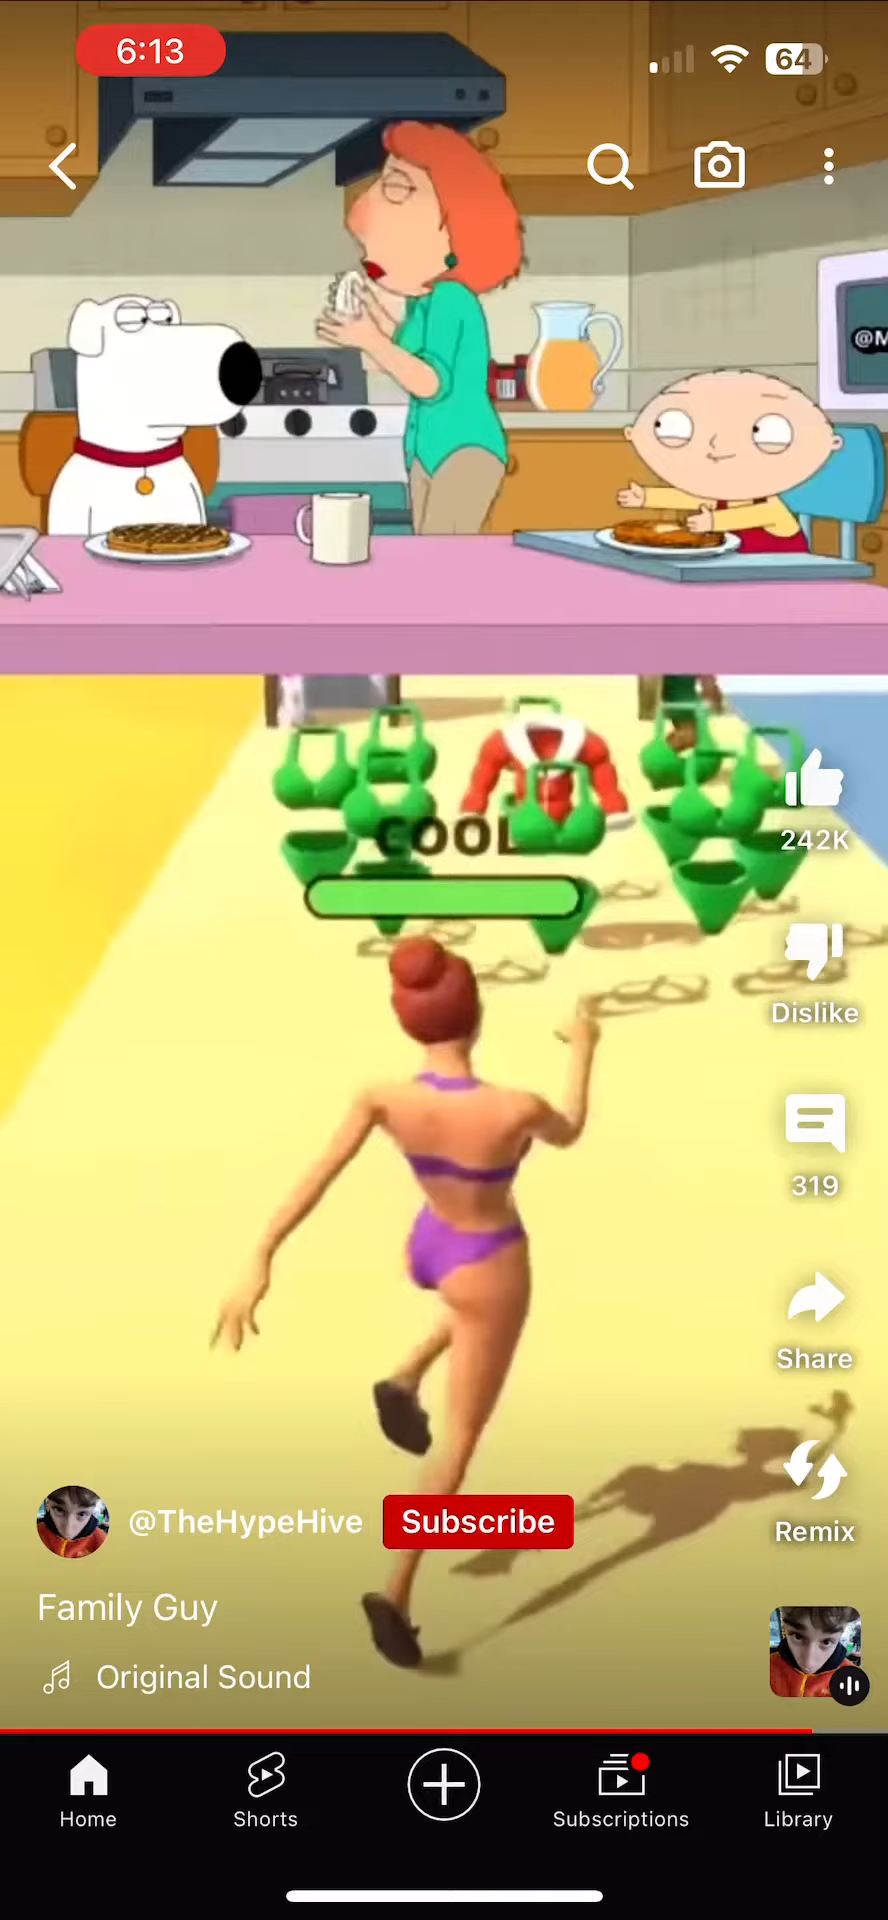 6:13
64
@M
COOL
242K
Dislike
319
Share
Remix
@TheHypeHive
Subscribe
Family Guy
Original Sound
Home
Shorts
Subscriptions
Library